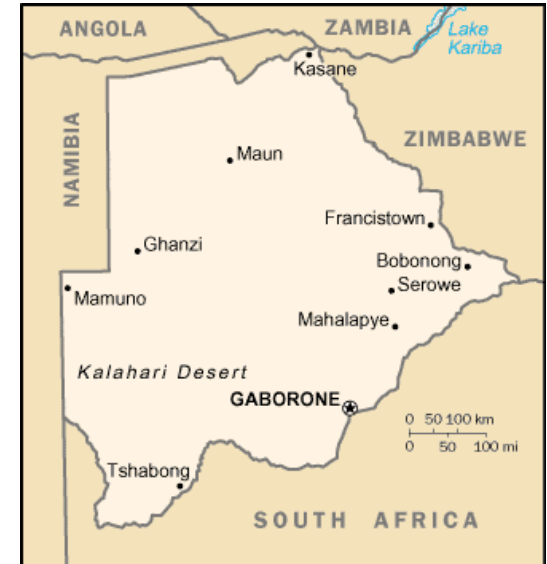 ANGOLA
ZAMBIA
Lake
Kariba
Kasane
NAMIBIA
ZIMBABWE
Maun
Francistown
Ghanzi
Bobonong
Serowe
Mamuno
Mahalapye
Kalahari Desert
GABORONE
0 50 100 km
0 50 100 mi
Tshabong
SOUTH AFRICA